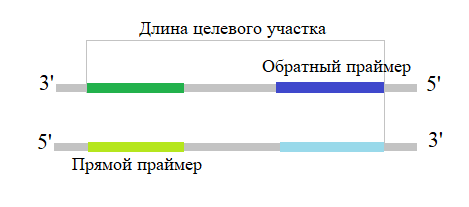 Длина целевого участка
Обратный праймер
3' 5'
5' 3'
Прямой праймер